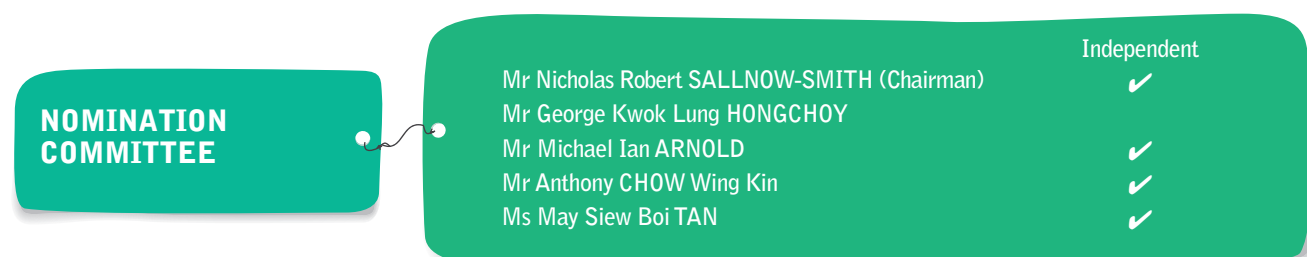 NOMINATION
COMMITTEE
Independent
Mr Nicholas Robert SALLNOW-SMITH (Chairman) ✔
Mr George Kwok Lung HONGCHOY
Mr Michael Ian ARNOLD ✔
Mr Anthony CHOW Wing Kin ✔
Ms May Siew Boi TAN ✔